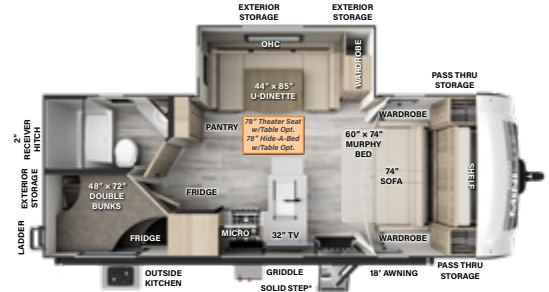 EXTERIOR
STORAGE
EXTERIOR
STORAGE
OHC
WARDROBE
44" × 85"
U-DINETTE
PASS THRU
STORAGE
WARDROBE
2"
RECEIVER
HITCH
PANTRY
78" Theater Seat
w/Table Opt.
78" Hide-A-Bed
w/Table Opt.
60" × 74"
MURPHY
BED
74"
SOFA
SHELF
EXTERIOR
STORAGE
48" × 72"
DOUBLE
BUNKS
FRIDGE
LADDER
FRIDGE
MICRO
32" TV
WARDROBE
OUTSIDE
KITCHEN
GRIDDLE
SOLID STEP®
18' AWNING
PASS THRU
STORAGE